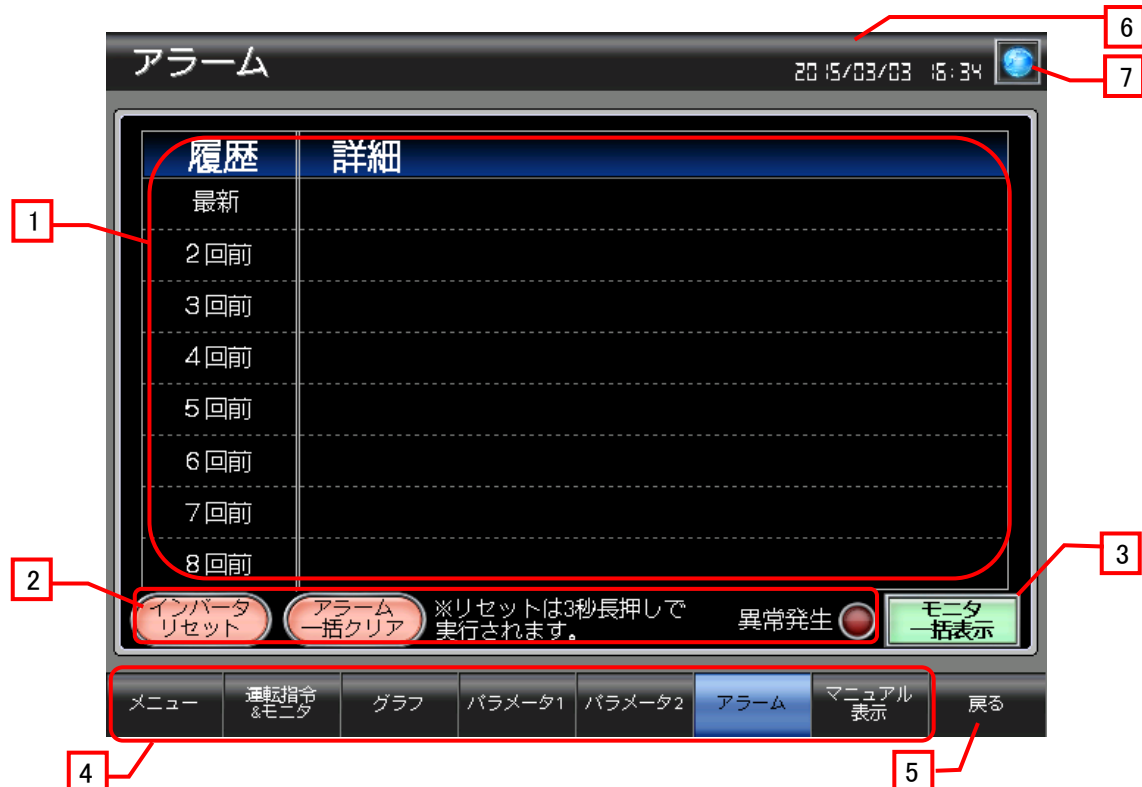 6
アラーム
2015/03/03 16:34
7
履歴 詳細
最新
1
2回前
3回前
4回前
5回前
6回前
7回前
3
8回前
2
インバータ
リセット
アラーム
一括クリア
※リセットは3秒長押しで
実行されます。
異常発生
モニタ
一括表示
メニュー
運転指令
&モニタ
グラフ
パラメータ1
パラメータ2
アラーム
マニュアル
表示
戻る
4
5